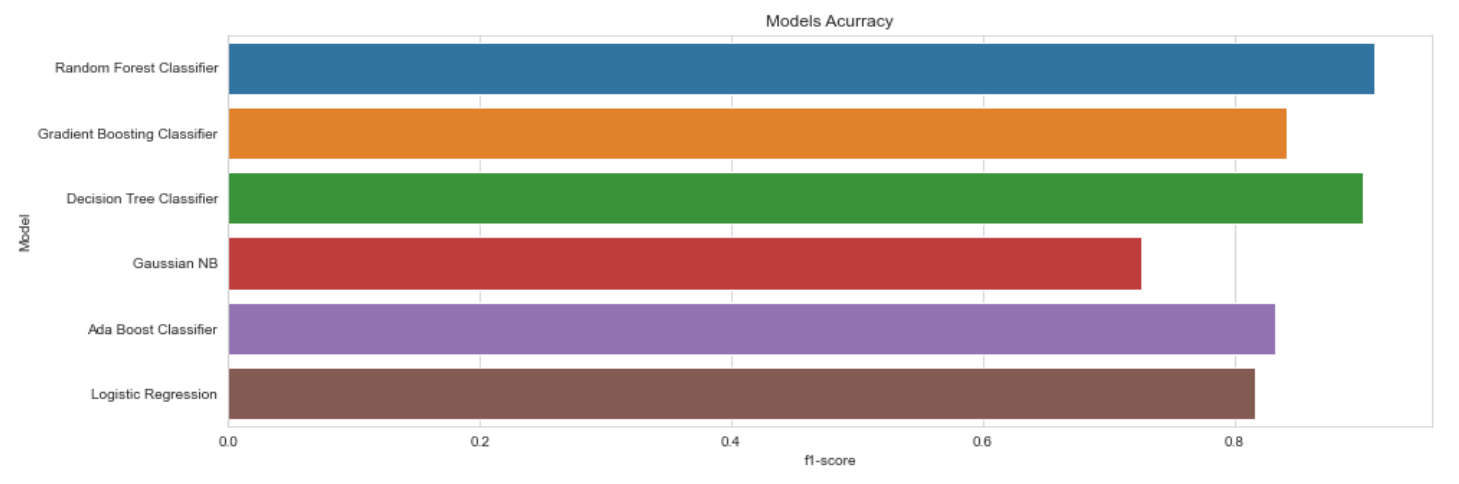 Models Acurracy
Random Forest Classifier
Gradient Boosting Classifier
Decision Tree Classifier
Gaussian NB
Ada Boost Classifier
Logistic Regression
Model
0.0 0.2 0.4 0.6 0.8
f1-score